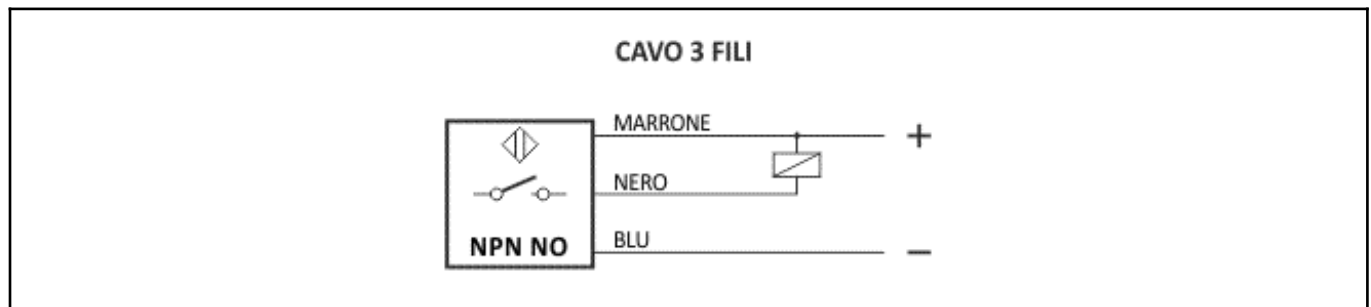 CAVO 3 FILI
MARRONE
+
NERO
NPN NO
BLU
−